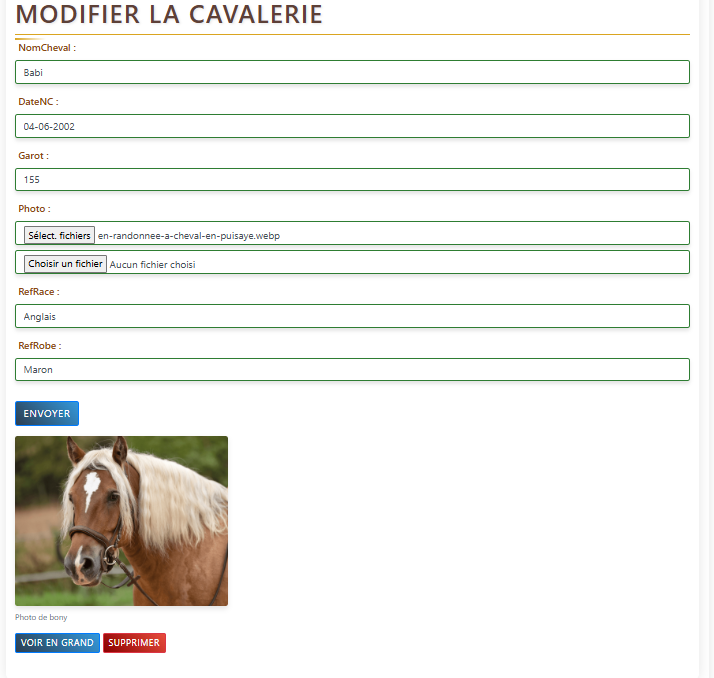 MODIFIER LA CAVALERIE
NomCheval :
Babi
DateNC :
04-06-2002
Garot :
155
Photo :
Sélect. fichiers en-randonnee-a-cheval-en-puisaye.webp
Choisir un fichier Aucun fichier choisi
RefRace :
Anglais
RefRobe :
Maron
ENVOYER
Photo de bony
VOIR EN GRAND SUPPRIMER